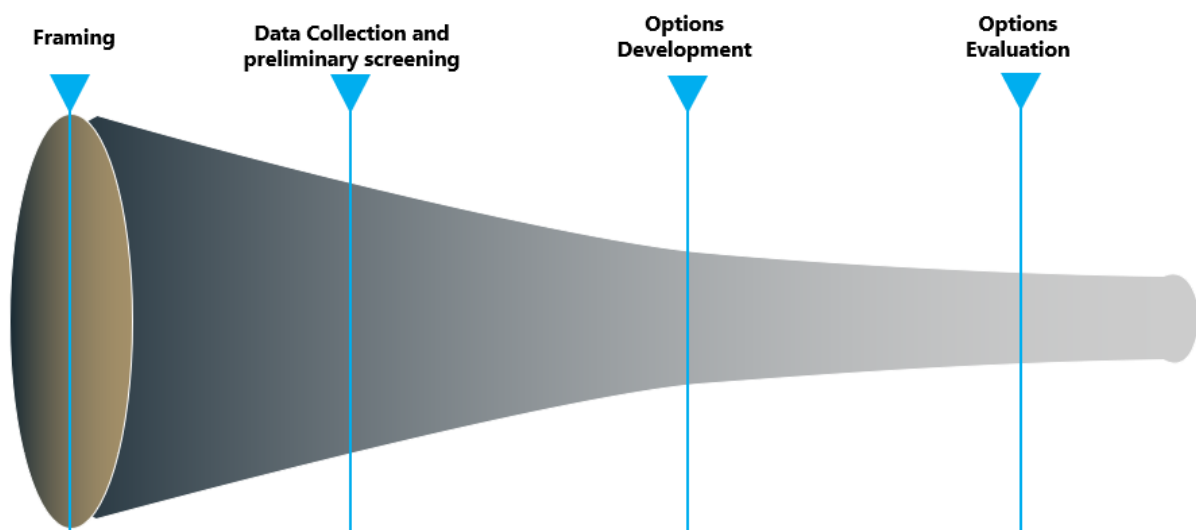 Framing
Data Collection and
preliminary screening
Options
Development
Options
Evaluation